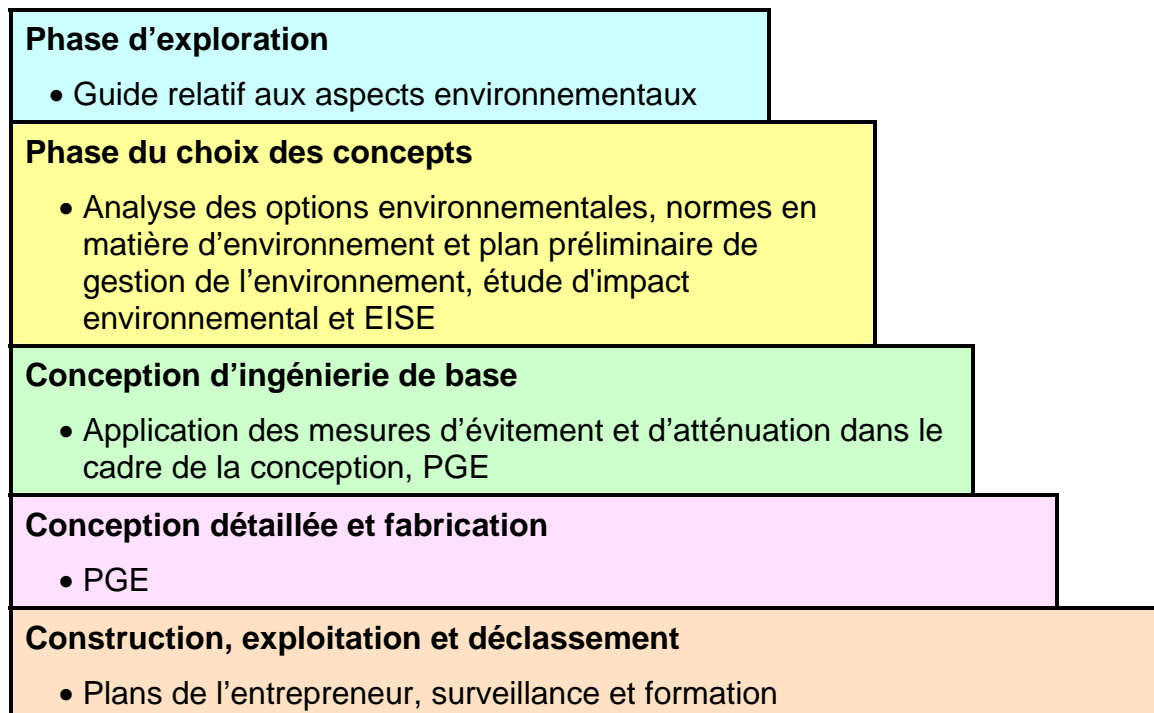 Phase d’exploration
• Guide relatif aux aspects environnementaux
Phase du choix des concepts
• Analyse des options environnementales, normes en
matière d’environnement et plan préliminaire de
gestion de l’environnement, étude d'impact
environnemental et EISE
Conception d’ingénierie de base
• Application des mesures d’évitement et d’atténuation dans le
cadre de la conception, PGE
Conception détaillée et fabrication
• PGE
Construction, exploitation et déclassement
• Plans de l’entrepreneur, surveillance et formation